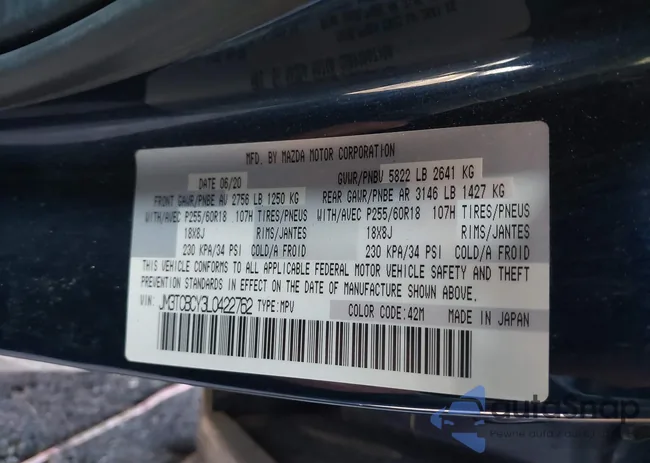 MFD. BY MAZDA MOTOR CORPORATION
DATE 06/20 GVWR/PNBV 5822 LB 2641 KG
FRONT GAWR/PNBE AV 2756 LB 1250 KG REAR GAWR/PNBE AR 3146 LB 1427 KG
WITH/AVEC P255/60R18 107H TIRES/PNEUS WITH/AVEC P255/60R18 107H TIRES/PNEUS
18X8J RIMS/JANTES 18X8J RIMS/JANTES
230 KPA/34 PSI COLD/A FROID 230 KPA/34 PSI COLD/A FROID
THIS VEHICLE CONFORMS TO ALL APPLICABLE FEDERAL MOTOR VEHICLE SAFETY AND THEFT
PREVENTION STANDARDS IN EFFECT ON THE DATE OF MANUFACTURE SHOWN ABOVE.
VIN: JM3TCBCY3L0422762 TYPE:MPV COLOR CODE:42M MADE IN JAPAN
autoSnap